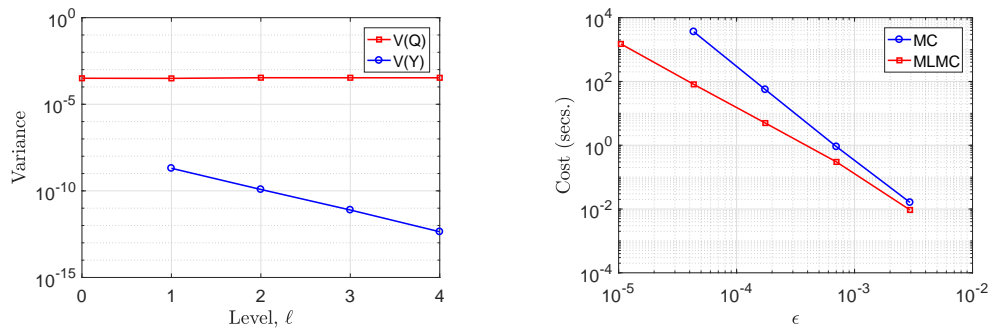 10^0
10^-5
10^-10
10^-15
Variance
0 1 2 3 4
Level, ℓ
V(Q)
V(Y)
10^4
10^2
10^0
10^-2
10^-4
Cost (secs.)
10^-5 10^-4 10^-3 10^-2
ϵ
MC
MLMC